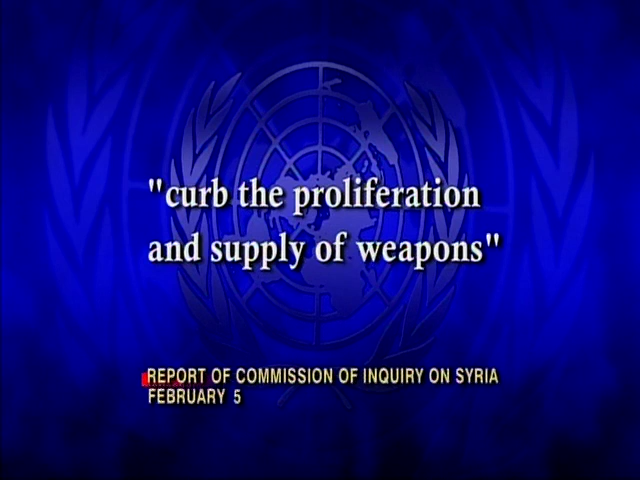 "curb the proliferation
and supply of weapons"
REPORT OF COMMISSION OF INQUIRY ON SYRIA
FEBRUARY 5